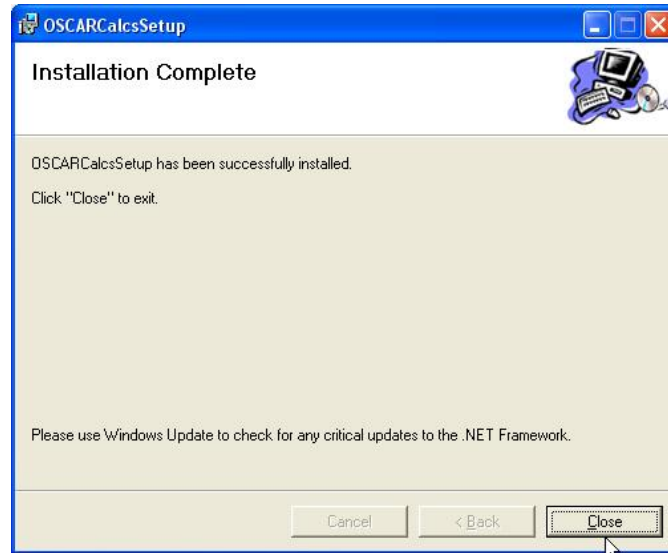 OSCARCalcsSetup
Installation Complete
OSCARCalcsSetup has been successfully installed.
Click "Close" to exit.
Please use Windows Update to check for any critical updates to the .NET Framework.
Cancel
< Back
Close